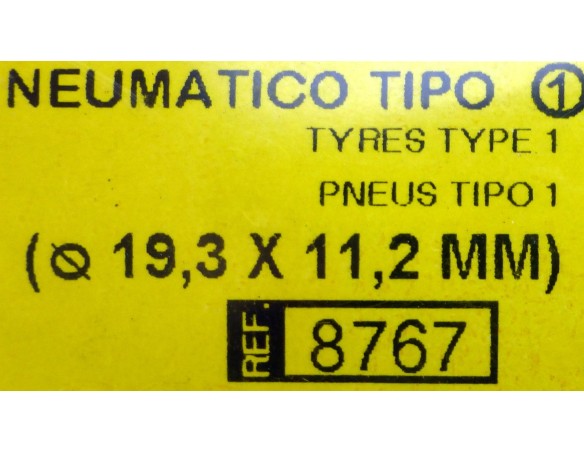 NEUMATICO TIPO ①
TYRES TYPE 1
PNEUS TIPO 1
(⌀ 19,3 X 11,2 MM)
REF. 8767